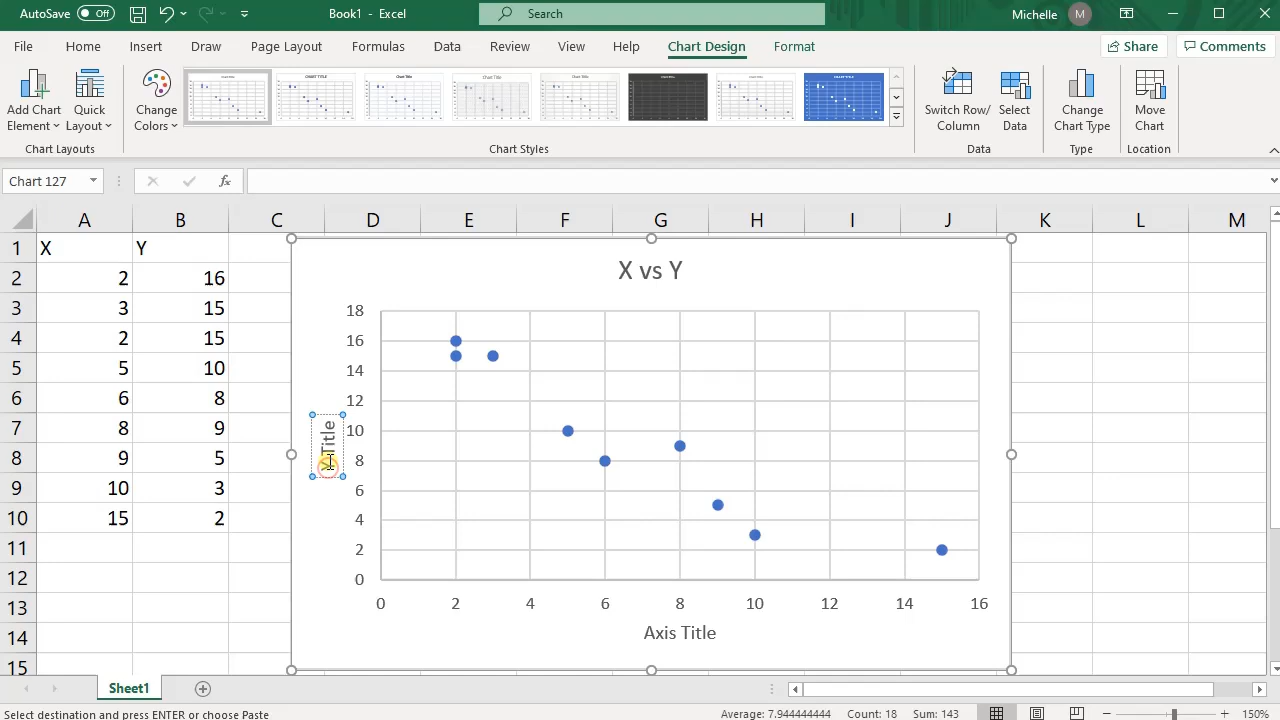 AutoSave Off Book1 - Excel Search Michelle M
File Home Insert Draw Page Layout Formulas Data Review View Help Chart Design Format Share Comments
Add Chart Element Quick Layout Change Colors Switch Row/ Column Select Data Change Chart Type Move Chart
Chart Layouts Chart Styles Data Type Location
Chart 127 fx
A B C D E F G H I J K L M
1 X Y
2 2 16
3 3 15
4 2 15
5 5 10
6 6 8
7 8 9
8 9 5
9 10 3
10 15 2
11
12
13
14
15
X vs Y
18
16
14
12
10
8
6
4
2
0
Title
0 2 4 6 8 10 12 14 16
Axis Title
Sheet1
Select destination and press ENTER or choose Paste Average: 7.944444444 Count: 18 Sum: 143 150%